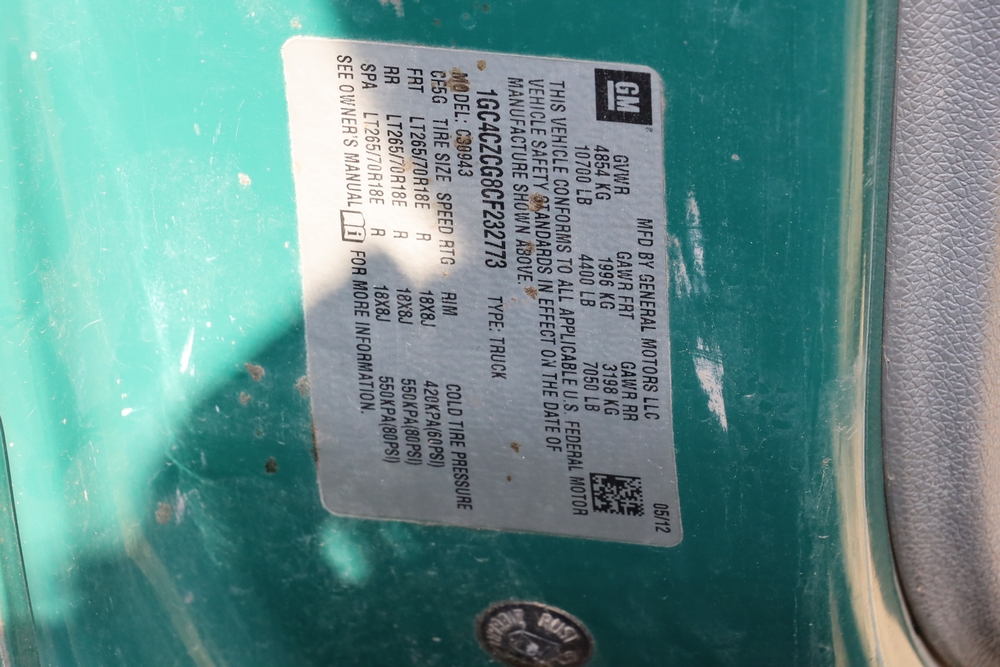 GM
MFD BY GENERAL MOTORS LLC
05/12
GVWR GAWR FRT GAWR RR
4854 KG 1996 KG 3198 KG
10700 LB 4400 LB 7050 LB
THIS VEHICLE CONFORMS TO ALL APPLICABLE U.S. FEDERAL MOTOR
VEHICLE SAFETY STANDARDS IN EFFECT ON THE DATE OF
MANUFACTURE SHOWN ABOVE.
1GC4CZCG8CF232773 TYPE: TRUCK
MODEL: C30943
CF5G TIRE SIZE SPEED RTG RIM COLD TIRE PRESSURE
FRT LT265/70R18E R 18X8J 420KPA(60PSI)
RR LT265/70R18E R 18X8J 550KPA(80PSI)
SPA LT265/70R18E R 18X8J 550KPA(80PSI)
SEE OWNER'S MANUAL FOR MORE INFORMATION.
RUST